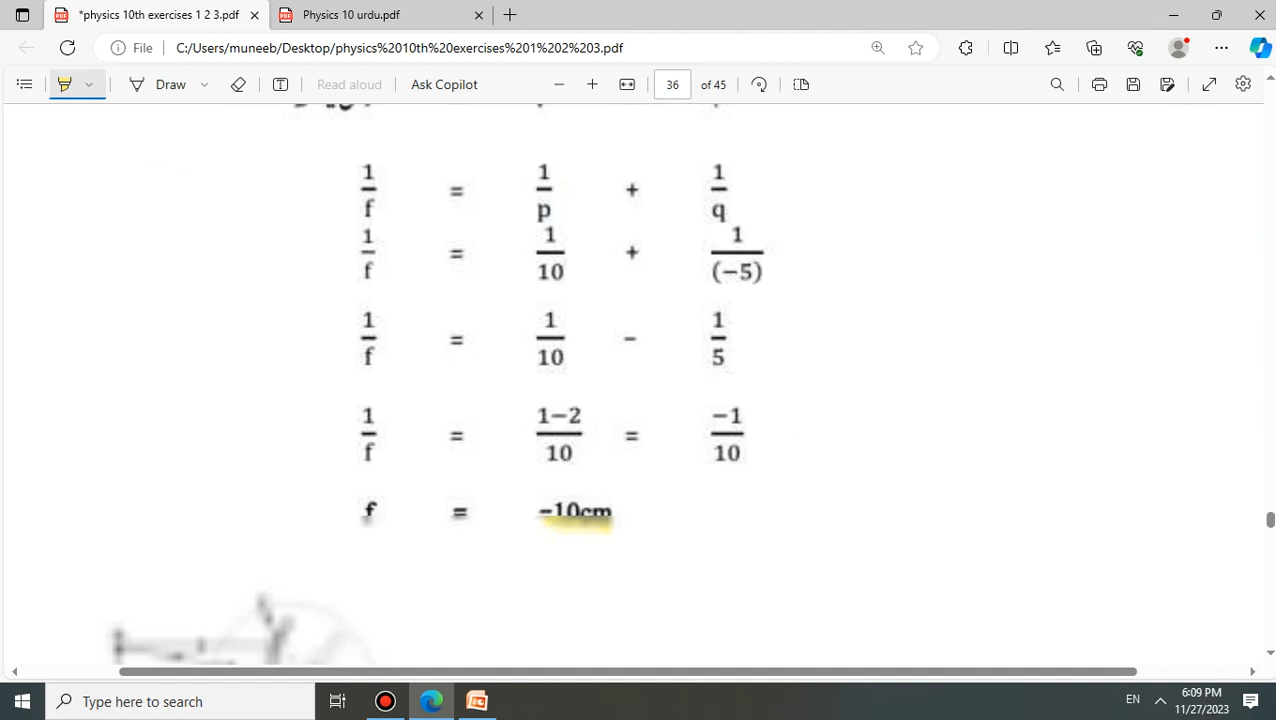 *physics 10th exercises 1 2 3.pdf
Physics 10 urdu.pdf
File C:/Users/muneeb/Desktop/physics%2010th%20exercises%201%202%203.pdf
Draw Read aloud Ask Copilot 36 of 45
1/f = 1/p + 1/q
1/f = 1/10 + 1/(−5)
1/f = 1/10 - 1/5
1/f = 1−2/10 = −1/10
f = −10cm
Type here to search
EN 6:09 PM
11/27/2023